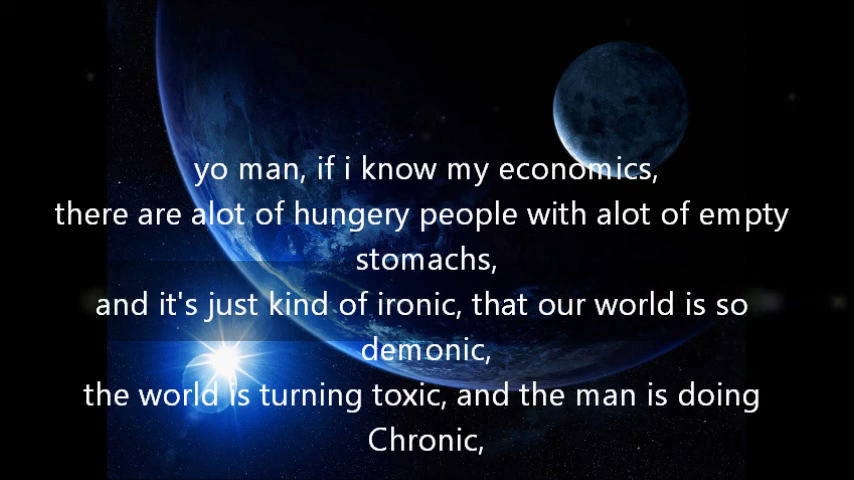 yo man, if i know my economics,
there are alot of hungery people with alot of empty
stomachs,
and it's just kind of ironic, that our world is so
demonic,
the world is turning toxic, and the man is doing
Chronic,